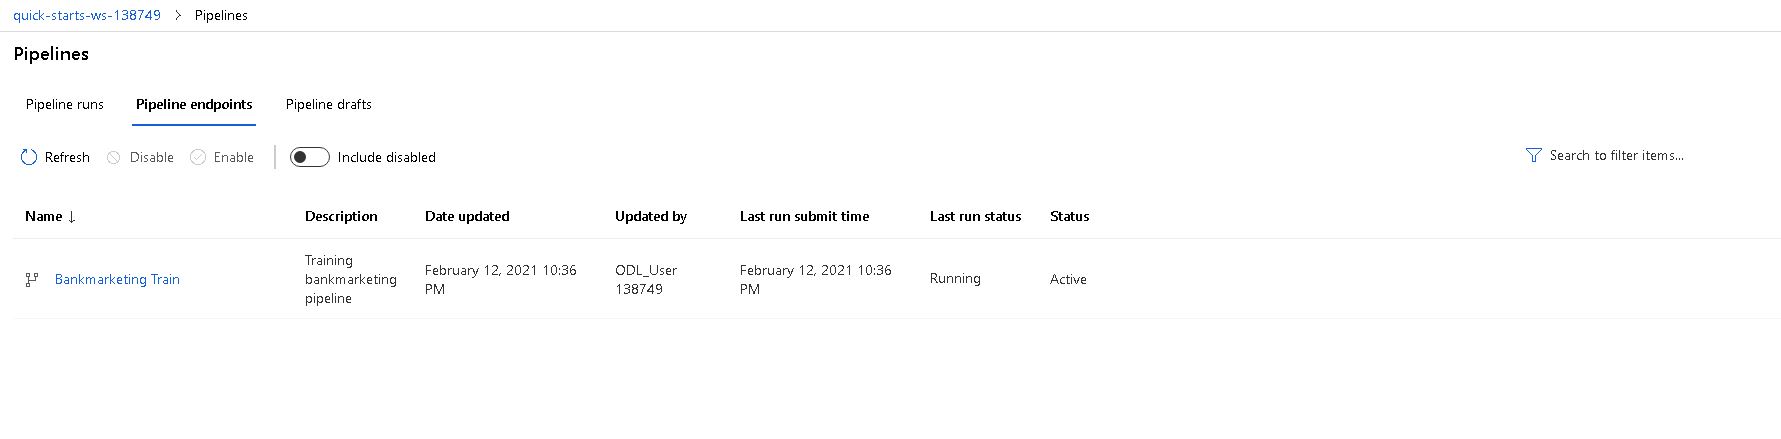 quick-starts-ws-138749 > Pipelines
Pipelines
Pipeline runs Pipeline endpoints Pipeline drafts
Refresh Disable Enable Include disabled Search to filter items...
Name ↓ Description Date updated Updated by Last run submit time Last run status Status
Bankmarketing Train
Training
bankmarketing
pipeline
February 12, 2021 10:36
PM
ODL_User
138749
February 12, 2021 10:36
PM
Running
Active